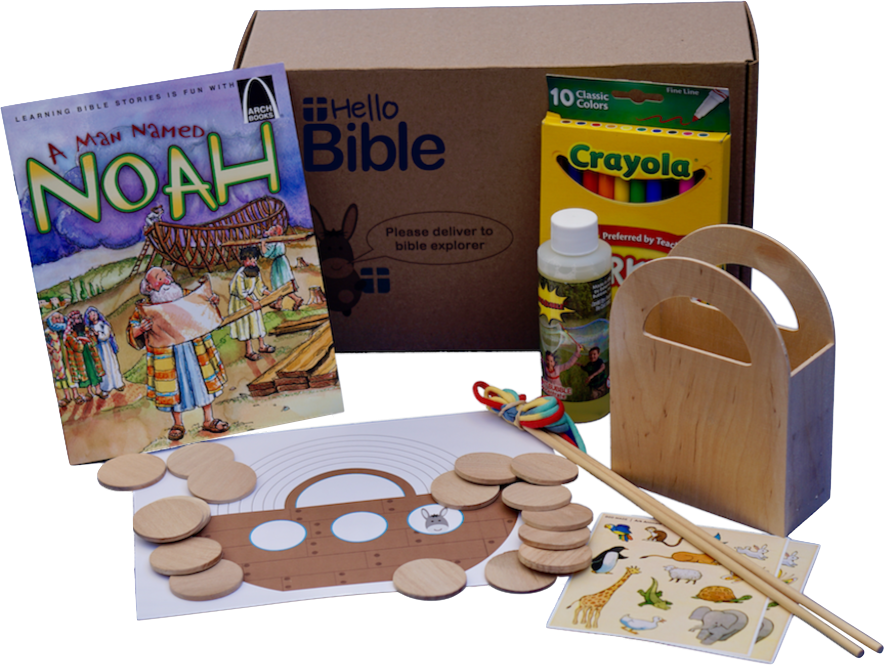 LEARNING BIBLE STORIES IS FUN WITH
ARCH
BOOKS
A MAN NAMED
NOAH
Hello
Bible
Please deliver to
bible explorer
10 Classic
Colors
Fine Line
Crayola
Preferred by